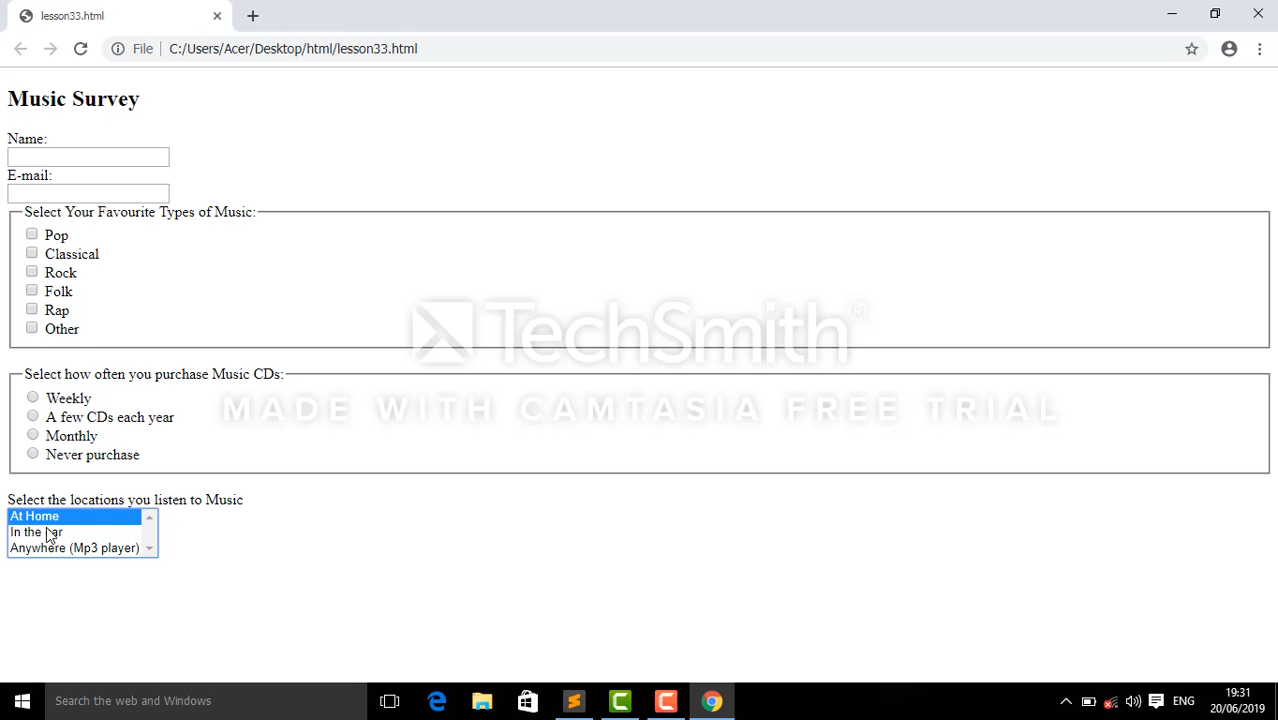 lesson33.html
File
C:/Users/Acer/Desktop/html/lesson33.html
Music Survey
Name:
E-mail:
Select Your Favourite Types of Music:
Pop
Classical
Rock
Folk
Rap
Other
TechSmith®
MADE WITH CAMTASIA FREE TRIAL
Select how often you purchase Music CDs:
Weekly
A few CDs each year
Monthly
Never purchase
Select the locations you listen to Music
At Home
In the
Anywhere (Mp3 player)
Search the web and Windows
ENG
19:31
20/06/2019